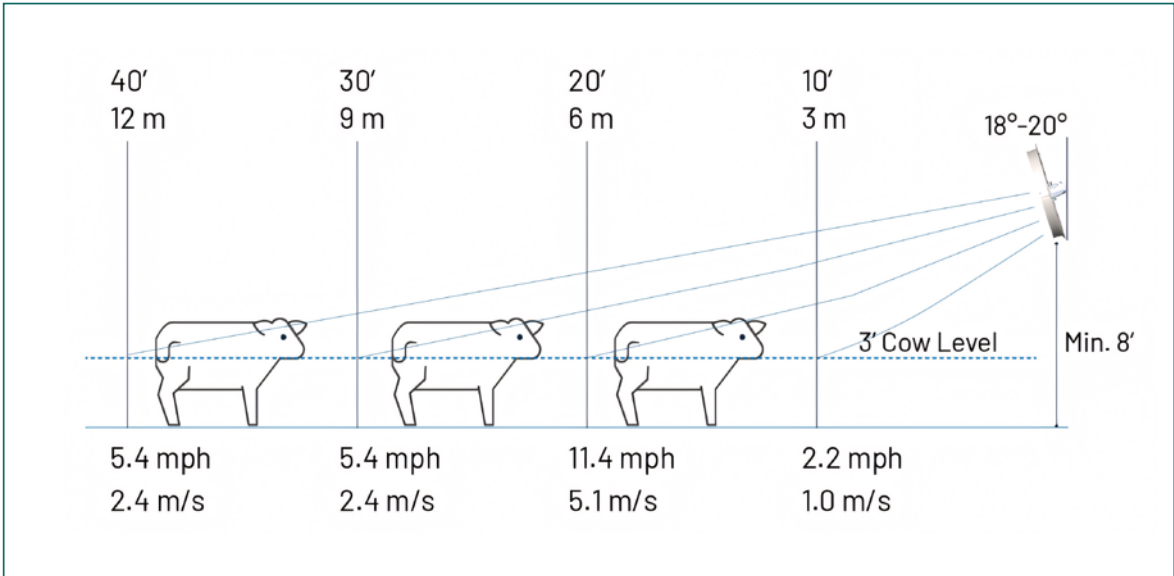 40′
12 m
30′
9 m
20′
6 m
10′
3 m
18°-20°
3′ Cow Level
Min. 8′
5.4 mph
2.4 m/s
5.4 mph
2.4 m/s
11.4 mph
5.1 m/s
2.2 mph
1.0 m/s